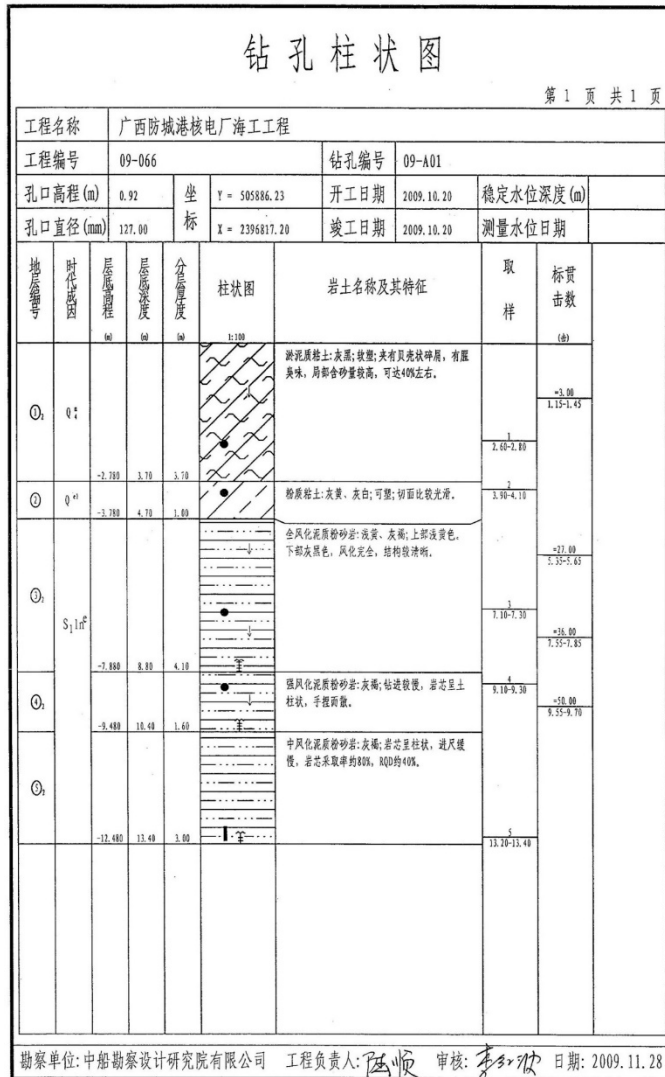 钻孔柱状图
第 1 页 共 1 页
工程名称 广西防城港核电厂海工工程
工程编号 09-066 钻孔编号 09-A01
孔口高程(m) 0.92 坐标 Y = 505886.23 开工日期 2009.10.20 稳定水位深度(m)
孔口直径(mm) 127.00 X = 2396817.20 竣工日期 2009.10.20 测量水位日期
地层编号 时代成因 层底高程(m) 层底深度(m) 分层厚度(m) 柱状图 1:100 岩土名称及其特征 取样 标贯击数(击)
淤泥质粘土:灰黑;软塑;夹有贝壳状碎屑,有腥
臭味,局部含砂量较高,可达40%左右。
=3.00
1.15-1.45
1
2.60-2.80
-2.780 3.70 3.70
② 粉质粘土:灰黄、灰白;可塑;切面比较光滑。
2
3.90-4.10
-3.780 4.70 1.00
全风化泥质粉砂岩:浅黄、灰褐;上部浅黄色,
下部灰黑色,风化完全,结构较清晰。
=27.00
5.35-5.65
3
7.10-7.30
=36.00
7.55-7.85
-7.880 8.80 4.10
强风化泥质粉砂岩:灰褐;钻进较慢,岩芯呈土
柱状,手捏而散。
4
9.10-9.30
=50.00
9.55-9.70
-9.480 10.40 1.60
中风化泥质粉砂岩:灰褐;岩芯呈柱状,进尺缓
慢,岩芯采取率约80%,RQD约40%。
5
13.20-13.40
-12.480 13.40 3.00
勘察单位:中船勘察设计研究院有限公司 工程负责人: 审核: 日期: 2009.11.28